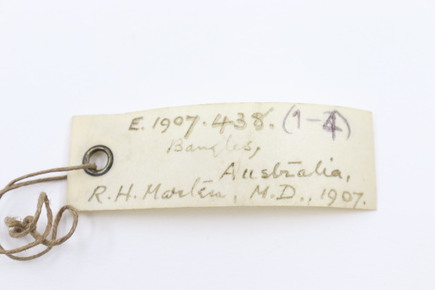 E. 1907.438. (1-4)
Bangles,
Australia,
R. H. Marten, M.D., 1907.